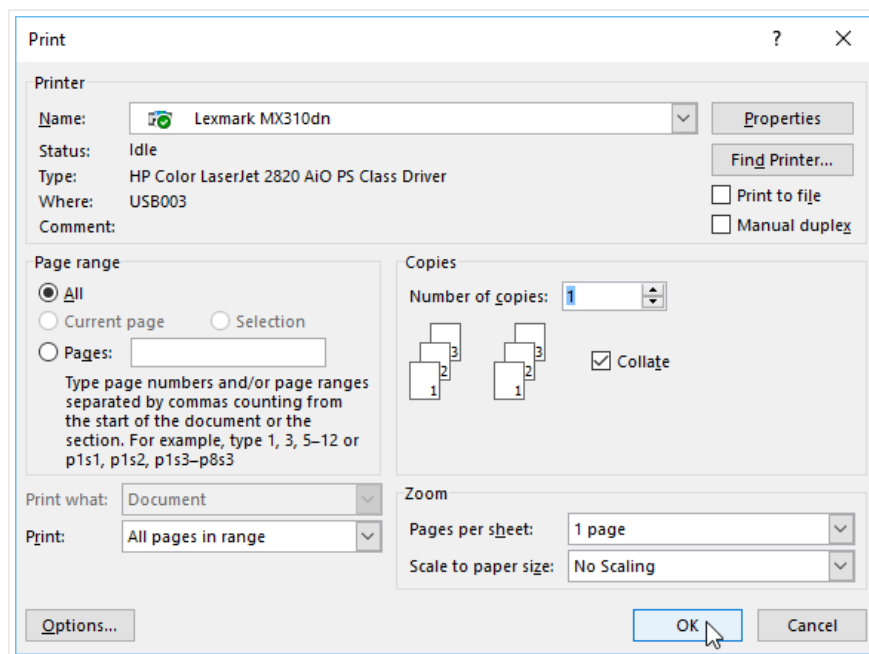 Print
?
Printer
Name: Lexmark MX310dn Properties
Status: Idle
Find Printer...
Type: HP Color LaserJet 2820 AiO PS Class Driver
Where: USB003
Print to file
Comment:
Manual duplex
Page range
All
Current page Selection
Pages:
Type page numbers and/or page ranges
separated by commas counting from
the start of the document or the
section. For example, type 1, 3, 5–12 or
p1s1, p1s2, p1s3–p8s3
Copies
Number of copies: 1
3 3
2 2
1 1
Collate
Print what: Document
Print: All pages in range
Zoom
Pages per sheet: 1 page
Scale to paper size: No Scaling
Options... OK Cancel